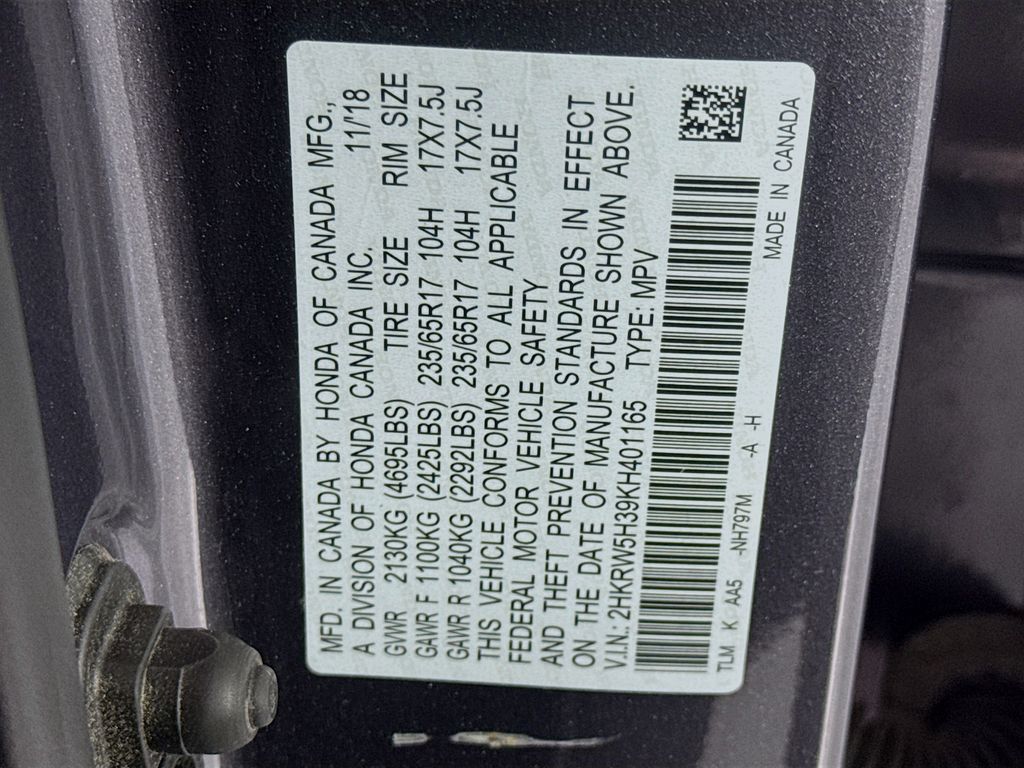 MFD. IN CANADA BY HONDA OF CANADA MFG.,
A DIVISION OF HONDA CANADA INC. 11/'18
GVWR 2130KG (4695LBS) TIRE SIZE RIM SIZE
GAWR F 1100KG (2425LBS) 235/65R17 104H 17X7.5J
GAWR R 1040KG (2292LBS) 235/65R17 104H 17X7.5J
THIS VEHICLE CONFORMS TO ALL APPLICABLE
FEDERAL MOTOR VEHICLE SAFETY
AND THEFT PREVENTION STANDARDS IN EFFECT
ON THE DATE OF MANUFACTURE SHOWN ABOVE.
V.I.N.: 2HKRW5H39KH401165 TYPE: MPV
TLM K AA5 -NH797M -A -H MADE IN CANADA